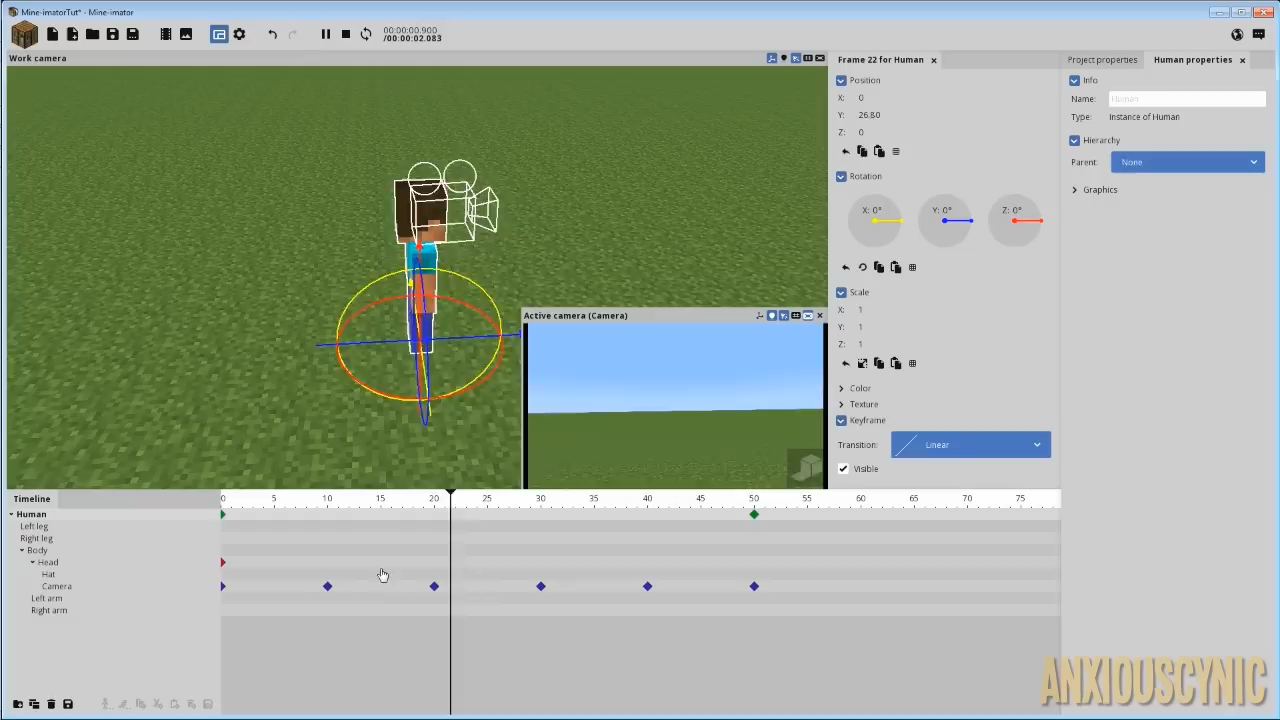 Mine-imatorTut* - Mine-imator
00:00:00.900
/00:00:02.083
Work camera
Frame 22 for Human
Project properties
Human properties
Position
X: 0
Y: 26.80
Z: 0
Rotation
X: 0°
Y: 0°
Z: 0°
Scale
X: 1
Y: 1
Z: 1
Color
Texture
Keyframe
Transition: Linear
Visible
Info
Name: Human
Type: Instance of Human
Hierarchy
Parent: None
Graphics
Active camera (Camera)
Timeline
0 5 10 15 20 25 30 35 40 45 50 55 60 65 70 75
Human
Left leg
Right leg
Body
Head
Hat
Camera
Left arm
Right arm
ANXIOUSCYNIC